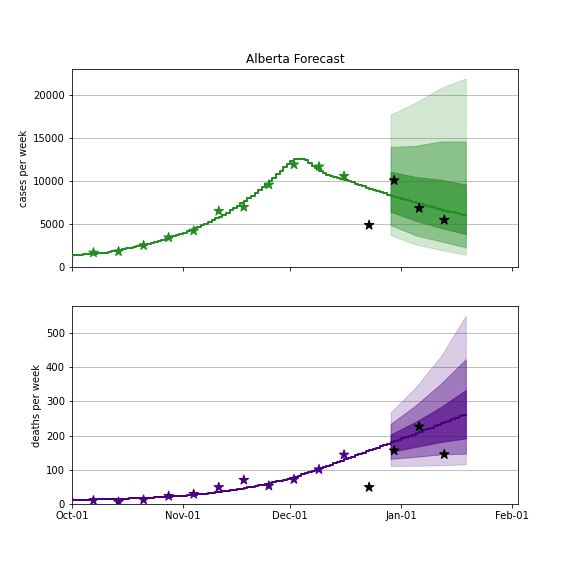 Alberta Forecast
cases per week
20000
15000
10000
5000
0
deaths per week
500
400
300
200
100
0
Oct-01 Nov-01 Dec-01 Jan-01 Feb-01